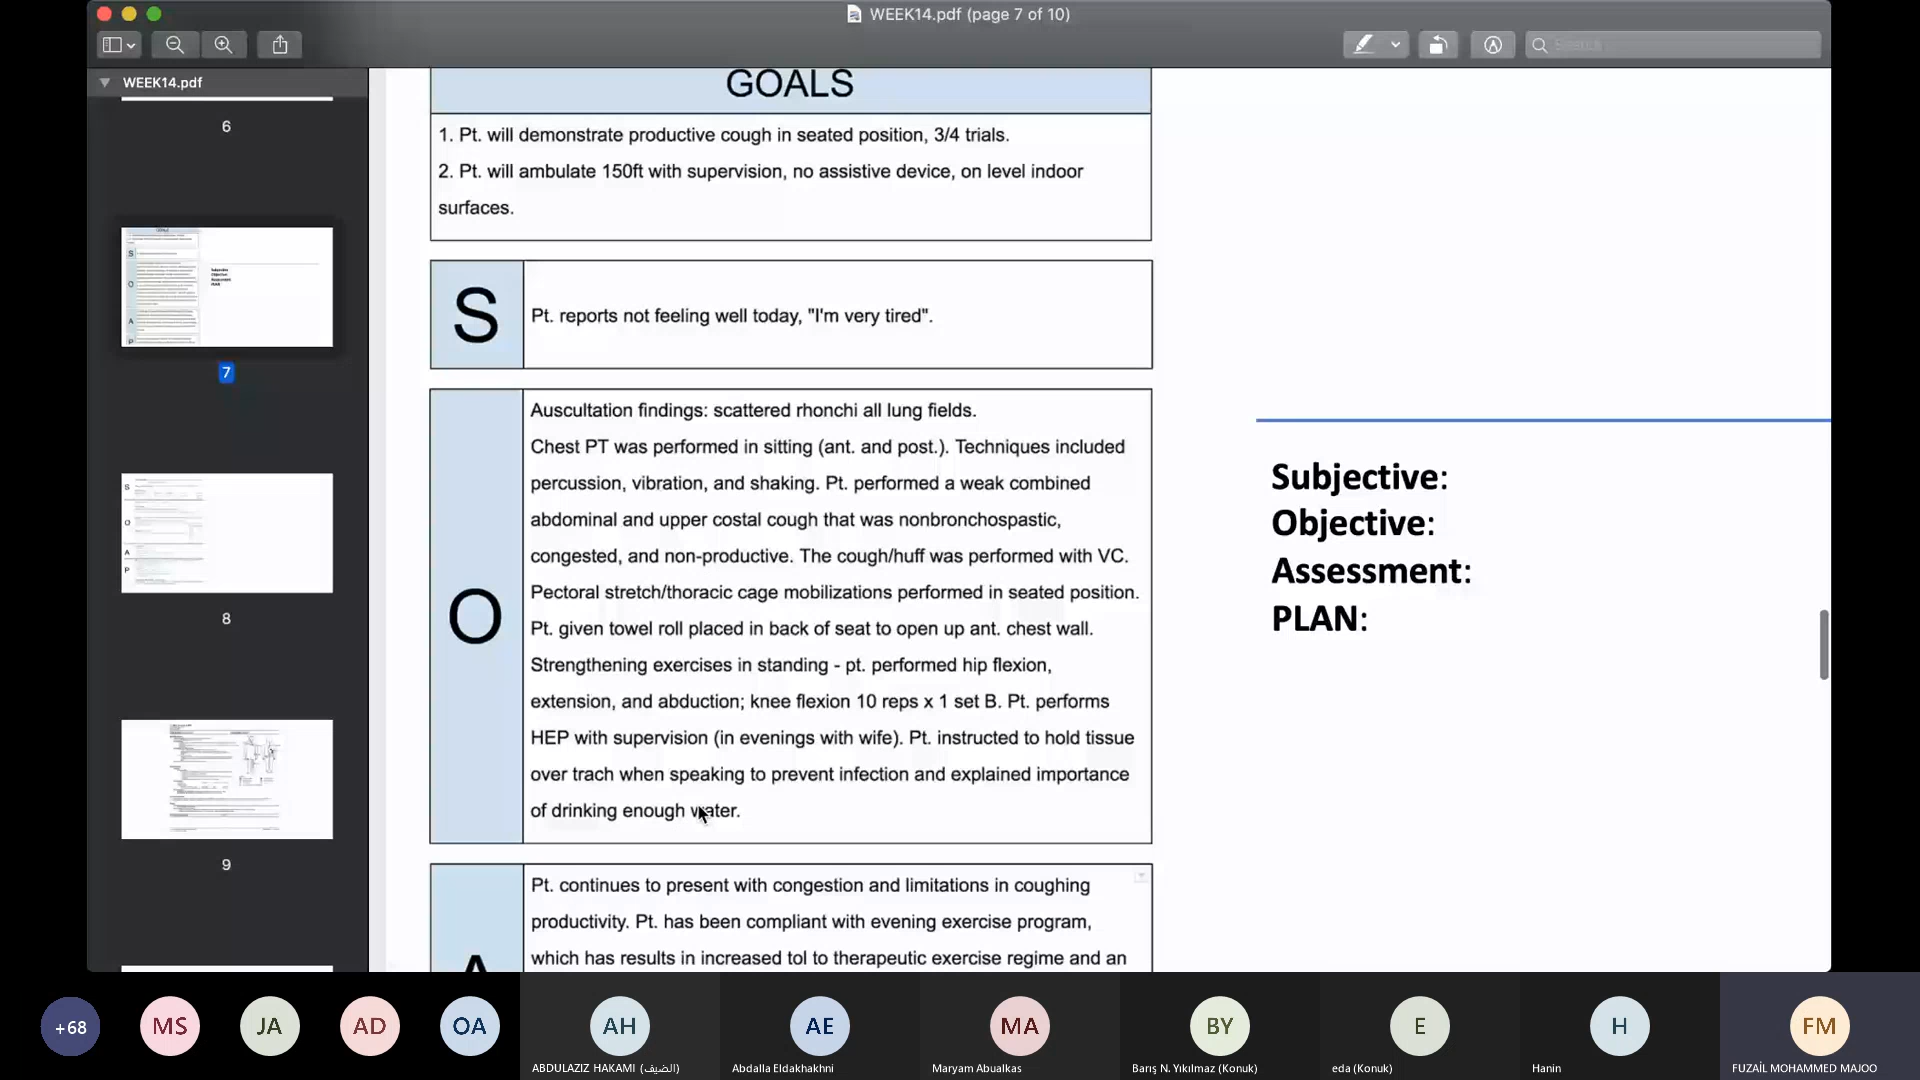 WEEK14.pdf (page 7 of 10)
Search
WEEK14.pdf
6
7
8
9
GOALS
1. Pt. will demonstrate productive cough in seated position, 3/4 trials.
2. Pt. will ambulate 150ft with supervision, no assistive device, on level indoor
surfaces.
S
Pt. reports not feeling well today, "I'm very tired".
O
Auscultation findings: scattered rhonchi all lung fields.
Chest PT was performed in sitting (ant. and post.). Techniques included
percussion, vibration, and shaking. Pt. performed a weak combined
abdominal and upper costal cough that was nonbronchospastic,
congested, and non-productive. The cough/huff was performed with VC.
Pectoral stretch/thoracic cage mobilizations performed in seated position.
Pt. given towel roll placed in back of seat to open up ant. chest wall.
Strengthening exercises in standing - pt. performed hip flexion,
extension, and abduction; knee flexion 10 reps x 1 set B. Pt. performs
HEP with supervision (in evenings with wife). Pt. instructed to hold tissue
over trach when speaking to prevent infection and explained importance
of drinking enough water.
A
Pt. continues to present with congestion and limitations in coughing
productivity. Pt. has been compliant with evening exercise program,
which has results in increased tol to therapeutic exercise regime and an
Subjective:
Objective:
Assessment:
PLAN:
+68
MS
JA
AD
OA
AH
AE
MA
BY
E
H
FM
ABDULAZIZ HAKAMI (الضيف)
Abdalla Eldakhakhni
Maryam Abualkas
Barış N. Yıkılmaz (Konuk)
eda (Konuk)
Hanin
FUZAİL MOHAMMED MAJOO